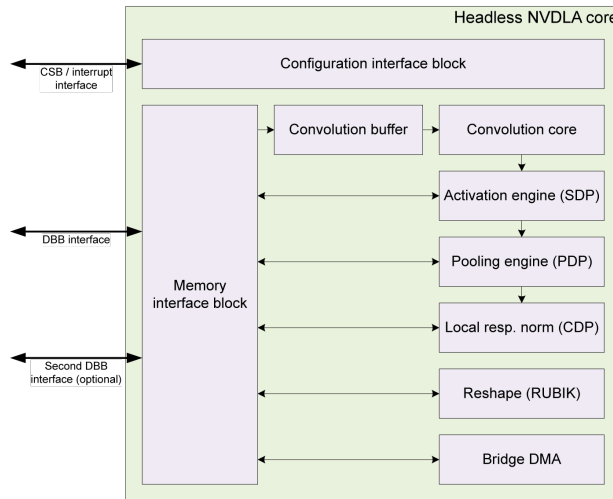 Headless NVDLA core
CSB / interrupt
interface
Configuration interface block
Convolution buffer
Convolution core
Activation engine (SDP)
DBB interface
Pooling engine (PDP)
Memory
interface block
Local resp. norm (CDP)
Second DBB
interface (optional)
Reshape (RUBIK)
Bridge DMA